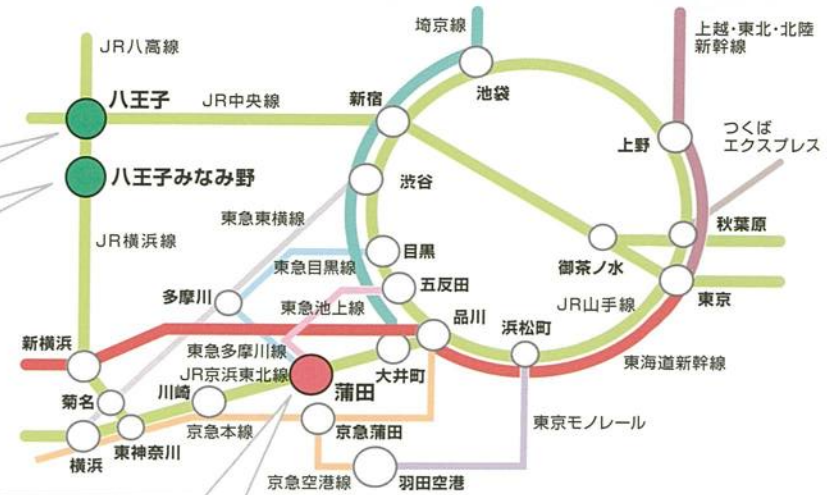 埼京線
上越・東北・北陸
新幹線
JR八高線
八王子
JR中央線
新宿
池袋
上野
つくば
エクスプレス
八王子みなみ野
渋谷
東急東横線
秋葉原
JR横浜線
目黒
御茶ノ水
東急目黒線
五反田
多摩川
東急池上線
東京
JR山手線
品川
浜松町
新横浜
東急多摩川線
東海道新幹線
JR京浜東北線
大井町
蒲田
川崎
菊名
東京モノレール
京急本線
京急蒲田
東神奈川
横浜
京急空港線
羽田空港